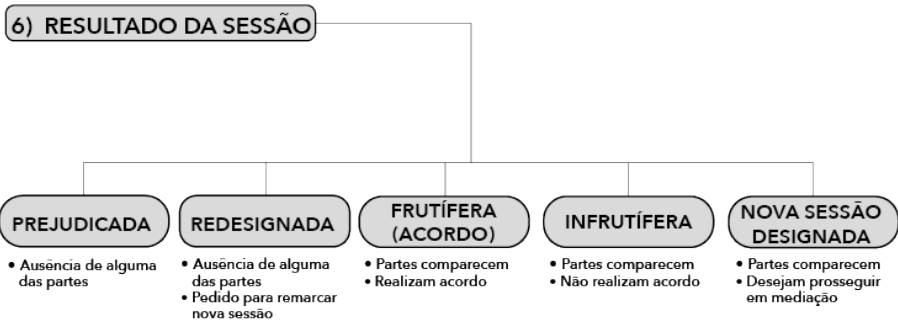 6) RESULTADO DA SESSÃO
PREJUDICADA
• Ausência de alguma
das partes
REDESIGNADA
• Ausência de alguma
das partes
• Pedido para remarcar
nova sessão
FRUTÍFERA
(ACORDO)
• Partes comparecem
• Realizam acordo
INFRUTÍFERA
• Partes comparecem
• Não realizam acordo
NOVA SESSÃO
DESIGNADA
• Partes comparecem
• Desejam prosseguir
em mediação